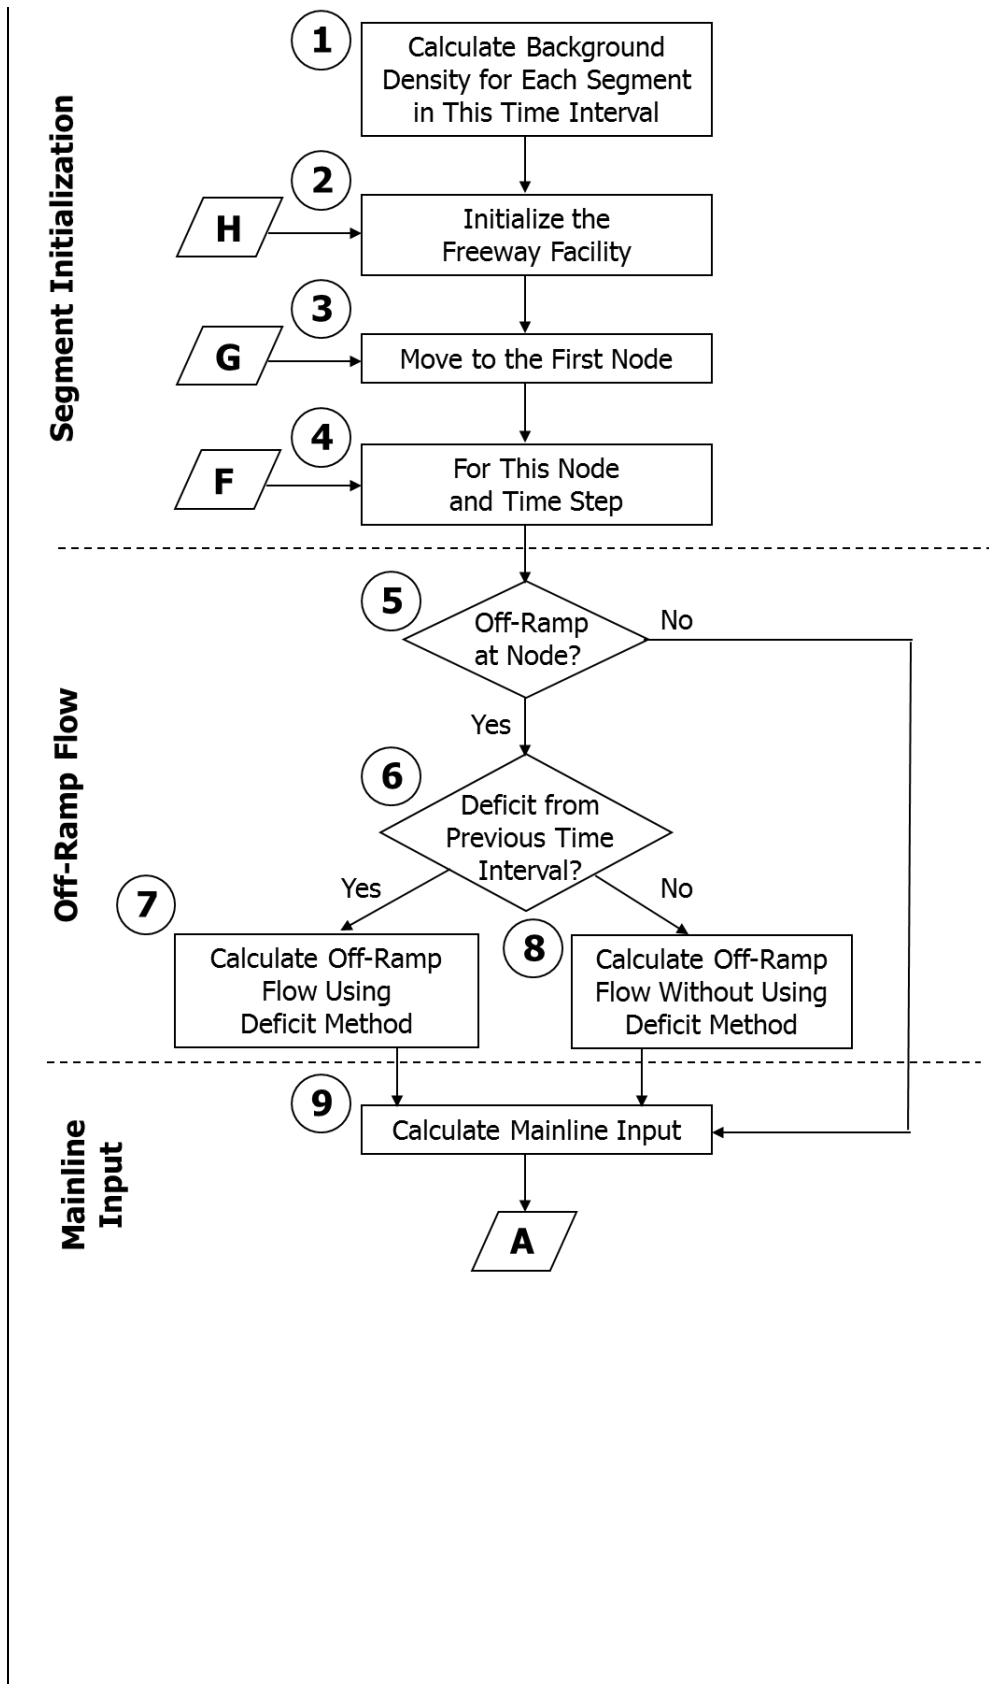 Segment Initialization
1
Calculate Background
Density for Each Segment
in This Time Interval
2
H
Initialize the
Freeway Facility
3
G
Move to the First Node
4
F
For This Node
and Time Step
Off-Ramp Flow
5
Off-Ramp
at Node?
No
Yes
6
Deficit from
Previous Time
Interval?
Yes
No
7
Calculate Off-Ramp
Flow Using
Deficit Method
8
Calculate Off-Ramp
Flow Without Using
Deficit Method
Mainline
Input
9
Calculate Mainline Input
A